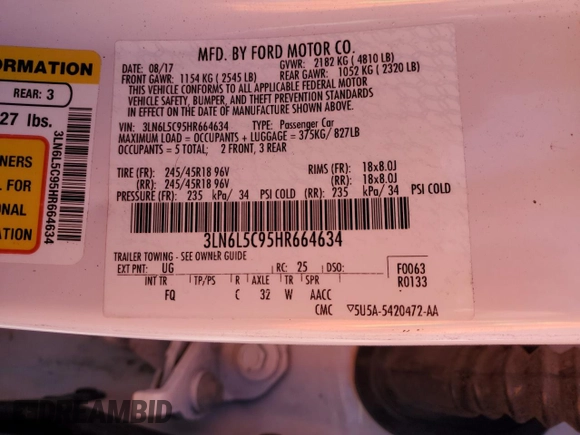 ORMATION
REAR: 3
27 lbs.
3LN6L5C95HR664634
NERS
L FOR
ONAL
MFD. BY FORD MOTOR CO.
DATE: 08/17 GVWR: 2182 KG ( 4810 LB)
FRONT GAWR: 1154 KG ( 2545 LB) REAR GAWR: 1052 KG ( 2320 LB)
THIS VEHICLE CONFORMS TO ALL APPLICABLE FEDERAL MOTOR
VEHICLE SAFETY, BUMPER, AND THEFT PREVENTION STANDARDS
IN EFFECT ON THE DATE OF MANUFACTURE SHOWN ABOVE.
VIN: 3LN6L5C95HR664634 TYPE: Passenger Car
MAXIMUM LOAD = OCCUPANTS + LUGGAGE = 375KG/ 827LB
OCCUPANTS = 5 TOTAL; 2 FRONT, 3 REAR
TIRE (FR): 245/45R18 96V RIMS (FR): 18x8.0J
(RR): 245/45R18 96V (RR): 18x8.0J
PRESSURE (FR): 235 kPa/ 34 PSI COLD (RR): 235 kPa/ 34 PSI COLD
3LN6L5C95HR664634
TRAILER TOWING - SEE OWNER GUIDE
EXT PNT: UG RC: 25 DSO: F0063
INT TR TP/PS R AXLE TR SPR R0133
FQ C 32 W AACC
CMC ▽5U5A-5420472-AA
DREAMBID